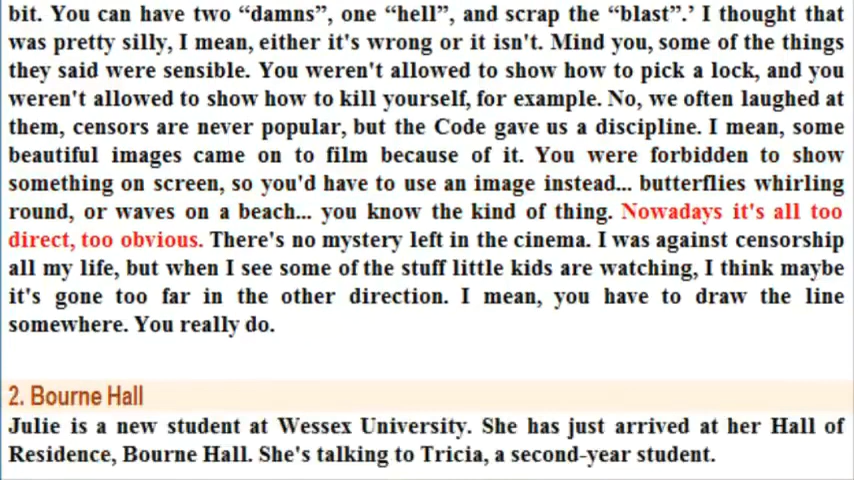 bit. You can have two “damns”, one “hell”, and scrap the “blast”.’ I thought that
was pretty silly, I mean, either it's wrong or it isn't. Mind you, some of the things
they said were sensible. You weren't allowed to show how to pick a lock, and you
weren't allowed to show how to kill yourself, for example. No, we often laughed at
them, censors are never popular, but the Code gave us a discipline. I mean, some
beautiful images came on to film because of it. You were forbidden to show
something on screen, so you'd have to use an image instead... butterflies whirling
round, or waves on a beach... you know the kind of thing. Nowadays it's all too
direct, too obvious. There's no mystery left in the cinema. I was against censorship
all my life, but when I see some of the stuff little kids are watching, I think maybe
it's gone too far in the other direction. I mean, you have to draw the line
somewhere. You really do.
2. Bourne Hall
Julie is a new student at Wessex University. She has just arrived at her Hall of
Residence, Bourne Hall. She's talking to Tricia, a second-year student.